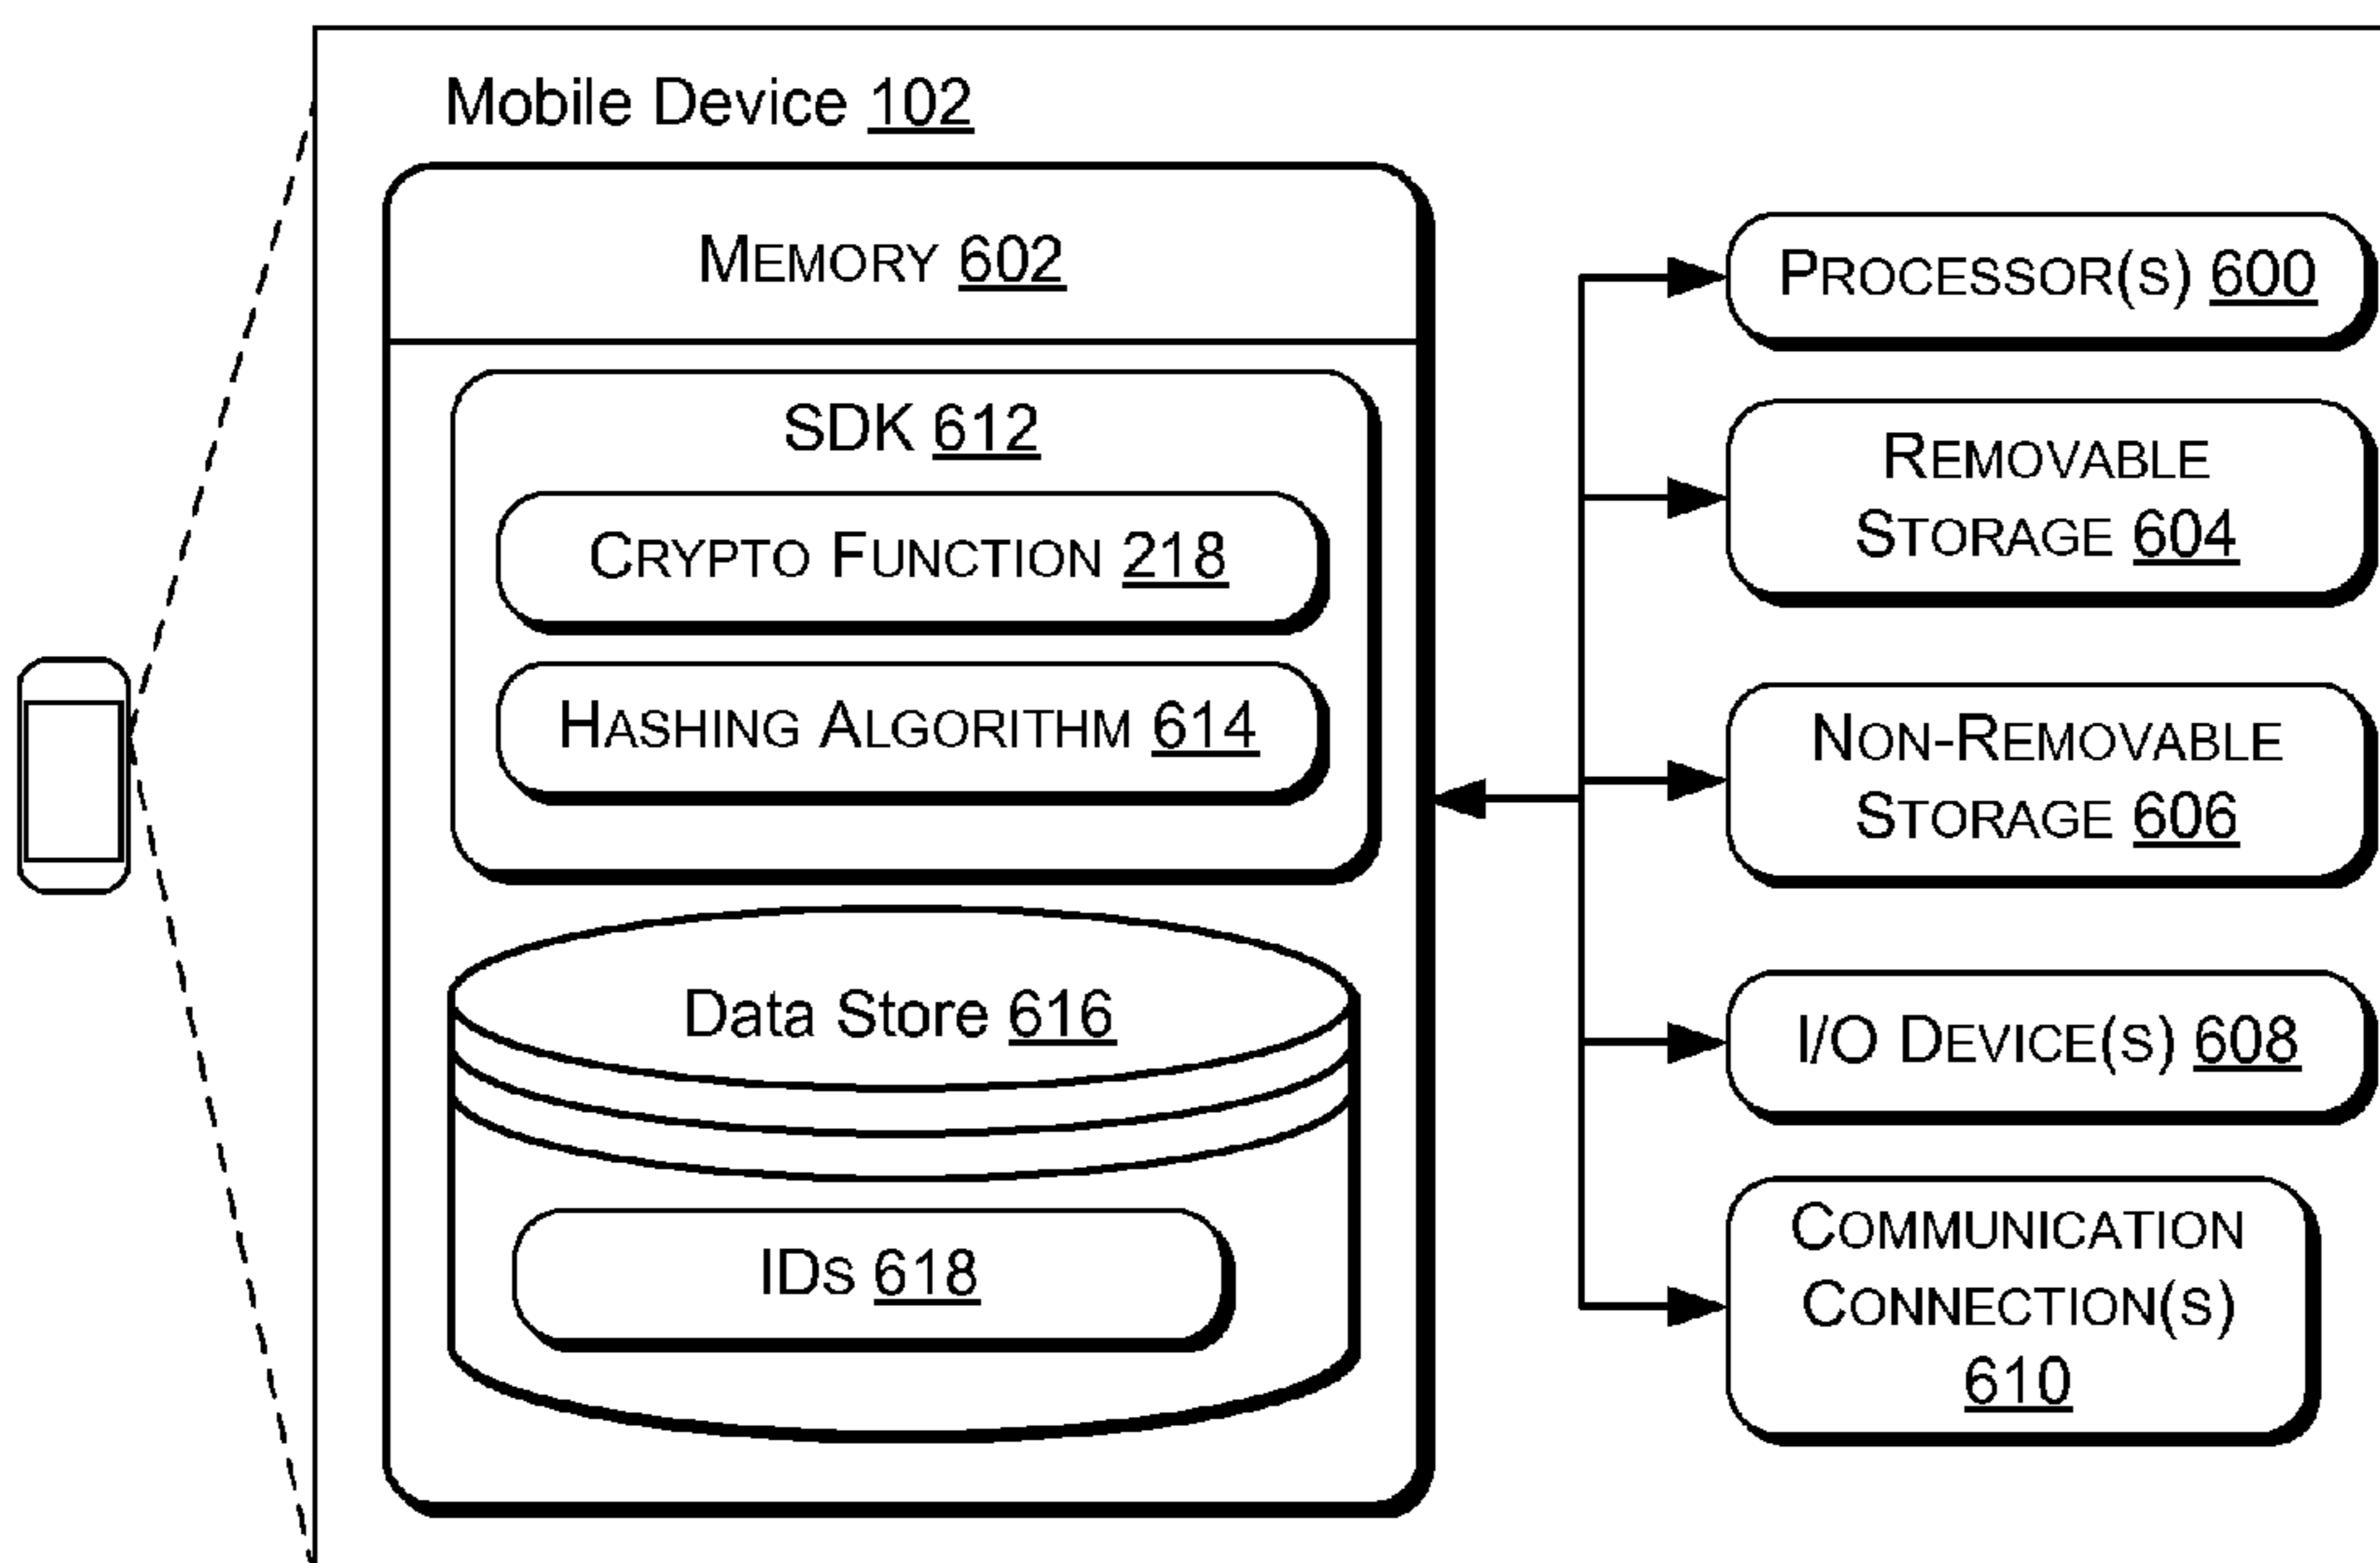 Mobile Device 102
MEMORY 602
SDK 612
CRYPTO FUNCTION 218
HASHING ALGORITHM 614
Data Store 616
IDS 618
PROCESSOR(S) 600
REMOVABLE
STORAGE 604
NON-REMOVABLE
STORAGE 606
I/O DEVICE(S) 608
COMMUNICATION
CONNECTION(S)
610